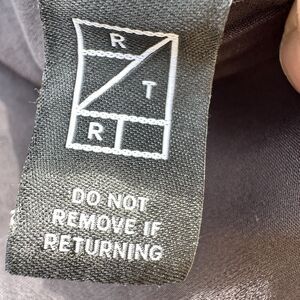 R
T
R
DO NOT
REMOVE IF
RETURNING